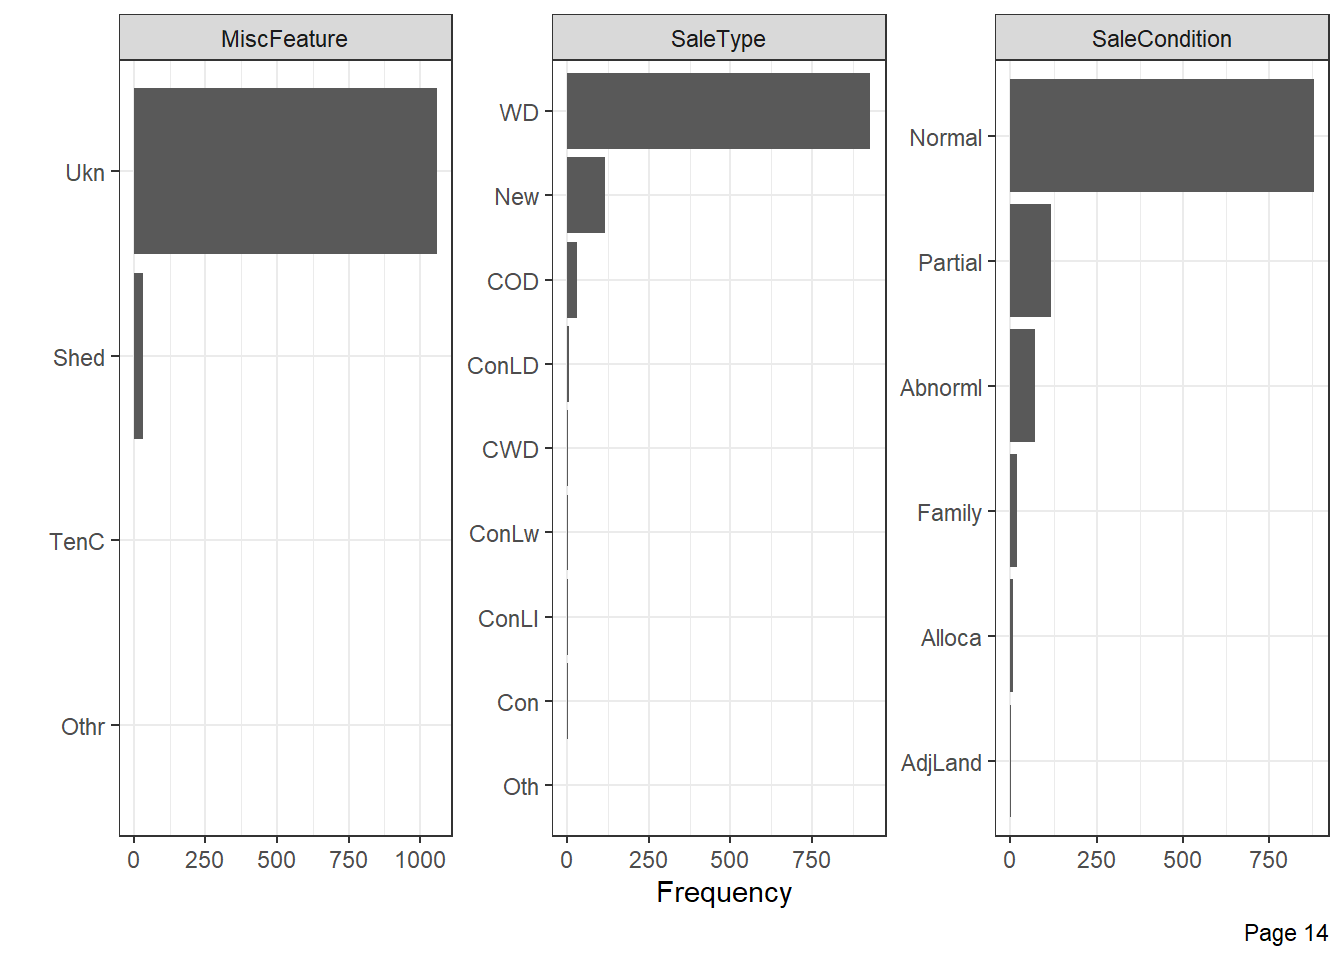 MiscFeature
Ukn
Shed
TenC
Othr
0 250 500 750 1000
SaleType
WD
New
COD
ConLD
CWD
ConLw
ConLI
Con
Oth
0 250 500 750
SaleCondition
Normal
Partial
Abnorml
Family
Alloca
AdjLand
0 250 500 750
Frequency
Page 14